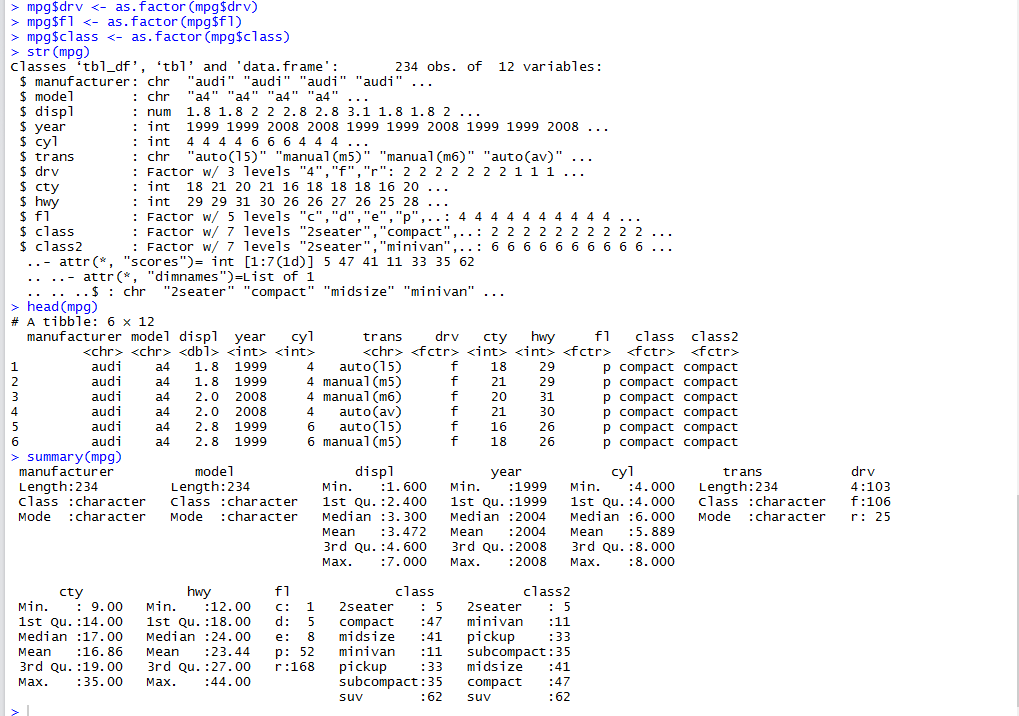 > mpg$drv <- as.factor(mpg$drv)
> mpg$fl <- as.factor(mpg$fl)
> mpg$class <- as.factor(mpg$class)
> str(mpg)
Classes ‘tbl_df’, ‘tbl’ and 'data.frame':       234 obs. of  12 variables:
 $ manufacturer: chr  "audi" "audi" "audi" "audi" ...
 $ model       : chr  "a4" "a4" "a4" "a4" ...
 $ displ       : num  1.8 1.8 2 2 2.8 2.8 3.1 1.8 1.8 2 ...
 $ year        : int  1999 1999 2008 2008 1999 1999 2008 1999 1999 2008 ...
 $ cyl         : int  4 4 4 4 6 6 6 4 4 4 ...
 $ trans       : chr  "auto(l5)" "manual(m5)" "manual(m6)" "auto(av)" ...
 $ drv         : Factor w/ 3 levels "4","f","r": 2 2 2 2 2 2 2 1 1 1 ...
 $ cty         : int  18 21 20 21 16 18 18 18 16 20 ...
 $ hwy         : int  29 29 31 30 26 26 27 26 25 28 ...
 $ fl          : Factor w/ 5 levels "c","d","e","p",..: 4 4 4 4 4 4 4 4 4 4 ...
 $ class       : Factor w/ 7 levels "2seater","compact",..: 2 2 2 2 2 2 2 2 2 2 ...
 $ class2      : Factor w/ 7 levels "2seater","minivan",..: 6 6 6 6 6 6 6 6 6 6 ...
  ..- attr(*, "scores")= int [1:7(1d)] 5 47 41 11 33 35 62
  .. ..- attr(*, "dimnames")=List of 1
  .. .. ..$ : chr  "2seater" "compact" "midsize" "minivan" ...
> head(mpg)
# A tibble: 6 × 12
  manufacturer model displ  year   cyl      trans    drv   cty   hwy     fl   class  class2
         <chr> <chr> <dbl> <int> <int>      <chr> <fctr> <int> <int> <fctr>  <fctr>  <fctr>
1         audi    a4   1.8  1999     4   auto(l5)      f    18    29      p compact compact
2         audi    a4   1.8  1999     4 manual(m5)      f    21    29      p compact compact
3         audi    a4   2.0  2008     4 manual(m6)      f    20    31      p compact compact
4         audi    a4   2.0  2008     4   auto(av)      f    21    30      p compact compact
5         audi    a4   2.8  1999     6   auto(l5)      f    16    26      p compact compact
6         audi    a4   2.8  1999     6 manual(m5)      f    18    26      p compact compact
> summary(mpg)
 manufacturer          model               displ            year           cyl           trans           drv
 Length:234         Length:234         Min.   :1.600   Min.   :1999   Min.   :4.000   Length:234         4:103
 Class :character   Class :character   1st Qu.:2.400   1st Qu.:1999   1st Qu.:4.000   Class :character   f:106
 Mode  :character   Mode  :character   Median :3.300   Median :2004   Median :6.000   Mode  :character   r: 25
                                       Mean   :3.472   Mean   :2004   Mean   :5.889
                                       3rd Qu.:4.600   3rd Qu.:2008   3rd Qu.:8.000
                                       Max.   :7.000   Max.   :2008   Max.   :8.000
      cty             hwy        fl             class           class2
 Min.   : 9.00   Min.   :12.00   c:  1   2seater   : 5   2seater   : 5
 1st Qu.:14.00   1st Qu.:18.00   d:  5   compact   :47   minivan   :11
 Median :17.00   Median :24.00   e:  8   midsize   :41   pickup    :33
 Mean   :16.86   Mean   :23.44   p: 52   minivan   :11   subcompact:35
 3rd Qu.:19.00   3rd Qu.:27.00   r:168   pickup    :33   midsize   :41
 Max.   :35.00   Max.   :44.00           subcompact:35   compact   :47
                                         suv       :62   suv       :62
>